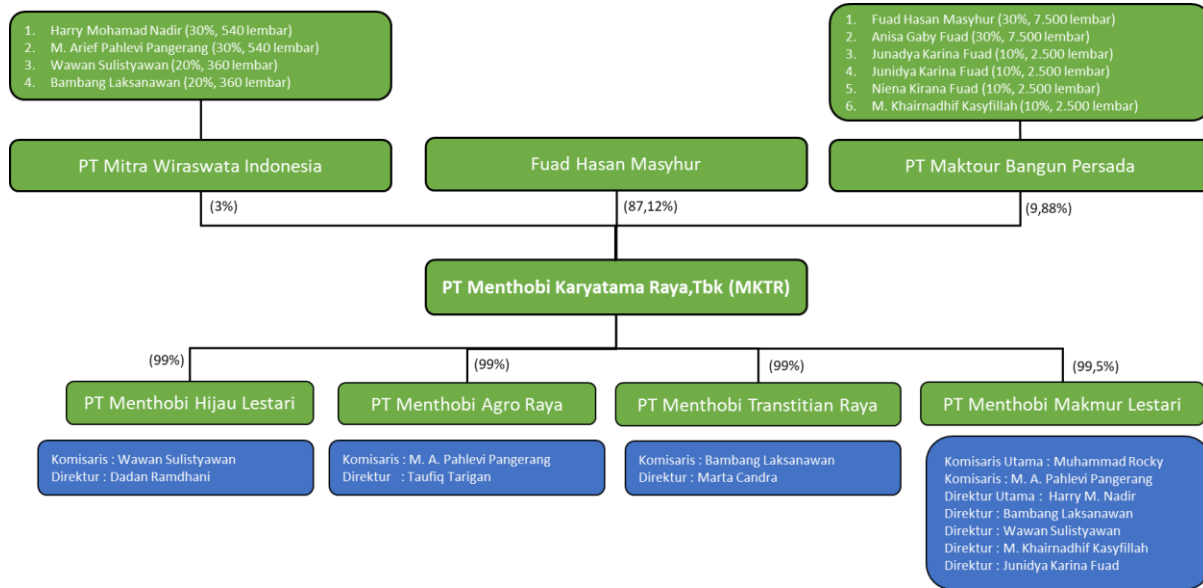 1. Harry Mohamad Nadir (30%, 540 lembar)
2. M. Arief Pahlevi Pangerang (30%, 540 lembar)
3. Wawan Sulistyawan (20%, 360 lembar)
4. Bambang Laksanawan (20%, 360 lembar)
1. Fuad Hasan Masyhur (30%, 7.500 lembar)
2. Anisa Gaby Fuad (30%, 7.500 lembar)
3. Junadya Karina Fuad (10%, 2.500 lembar)
4. Junidya Karina Fuad (10%, 2.500 lembar)
5. Niena Kirana Fuad (10%, 2.500 lembar)
6. M. Khairnadhif Kasyfillah (10%, 2.500 lembar)
PT Mitra Wiraswata Indonesia
Fuad Hasan Masyhur
PT Maktour Bangun Persada
(3%)
(87,12%)
(9,88%)
PT Menthobi Karyatama Raya,Tbk (MKTR)
(99%)
(99%)
(99%)
(99,5%)
PT Menthobi Hijau Lestari
PT Menthobi Agro Raya
PT Menthobi Transtitian Raya
PT Menthobi Makmur Lestari
Komisaris : Wawan Sulistyawan
Direktur : Dadan Ramdhani
Komisaris : M. A. Pahlevi Pangerang
Direktur : Taufiq Tarigan
Komisaris : Bambang Laksanawan
Direktur : Marta Candra
Komisaris Utama : Muhammad Rocky
Komisaris : M. A. Pahlevi Pangerang
Direktur Utama : Harry M. Nadir
Direktur : Bambang Laksanawan
Direktur : Wawan Sulistyawan
Direktur : M. Khairnadhif Kasyfillah
Direktur : Junidya Karina Fuad